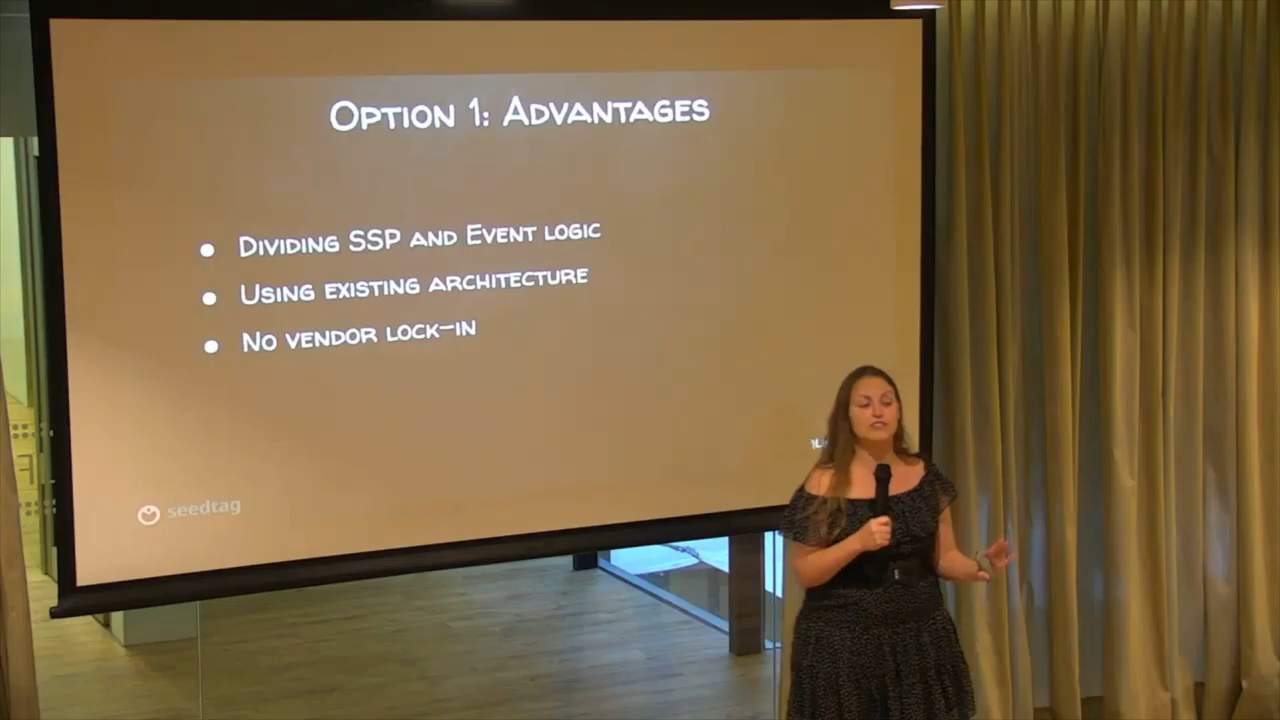 Option 1: Advantages
● Dividing SSP and Event logic
● Using existing architecture
● No vendor lock-in
seedtag